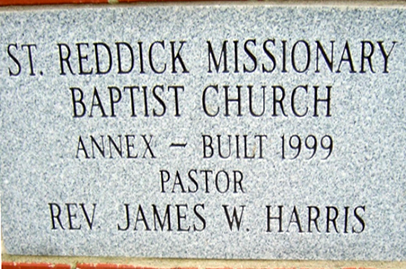 ST. REDDICK MISSIONARY
BAPTIST CHURCH
ANNEX - BUILT 1999
PASTOR
REV. JAMES W. HARRIS